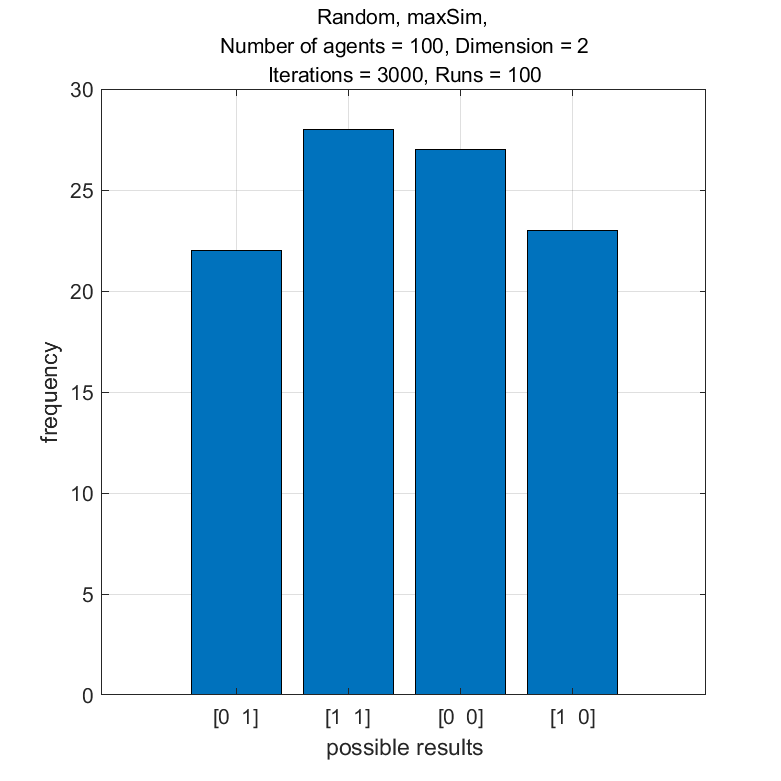 Random, maxSim,
Number of agents = 100, Dimension = 2
Iterations = 3000, Runs = 100
30
25
20
15
10
5
0
frequency
[0 1] [1 1] [0 0] [1 0]
possible results